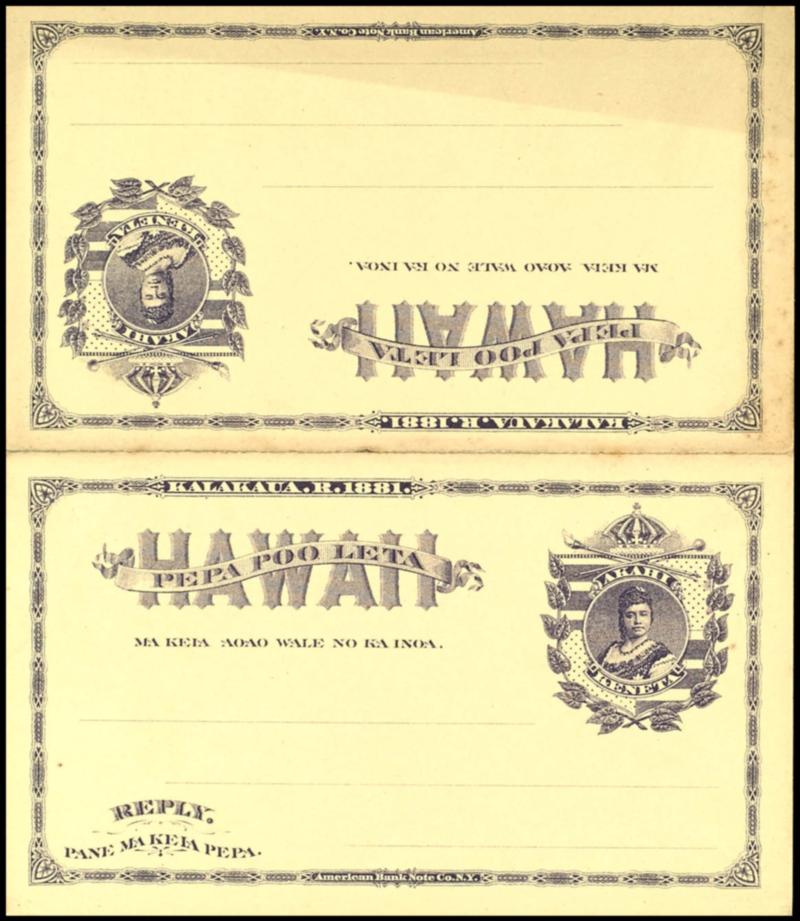 American Bank Note Co. N.Y.
MA KEIA AOAO WALE NO KA INOA.
HAWAII
PEPA POO LETA
AKAHI
KENETA
KALAKAUA. R. 1881.
KALAKAUA. R. 1881.
HAWAII
PEPA POO LETA
MA KEIA AOAO WALE NO KA INOA.
AKAHI
KENETA
REPLY.
PANE MA KEIA PEPA.
American Bank Note Co. N.Y.